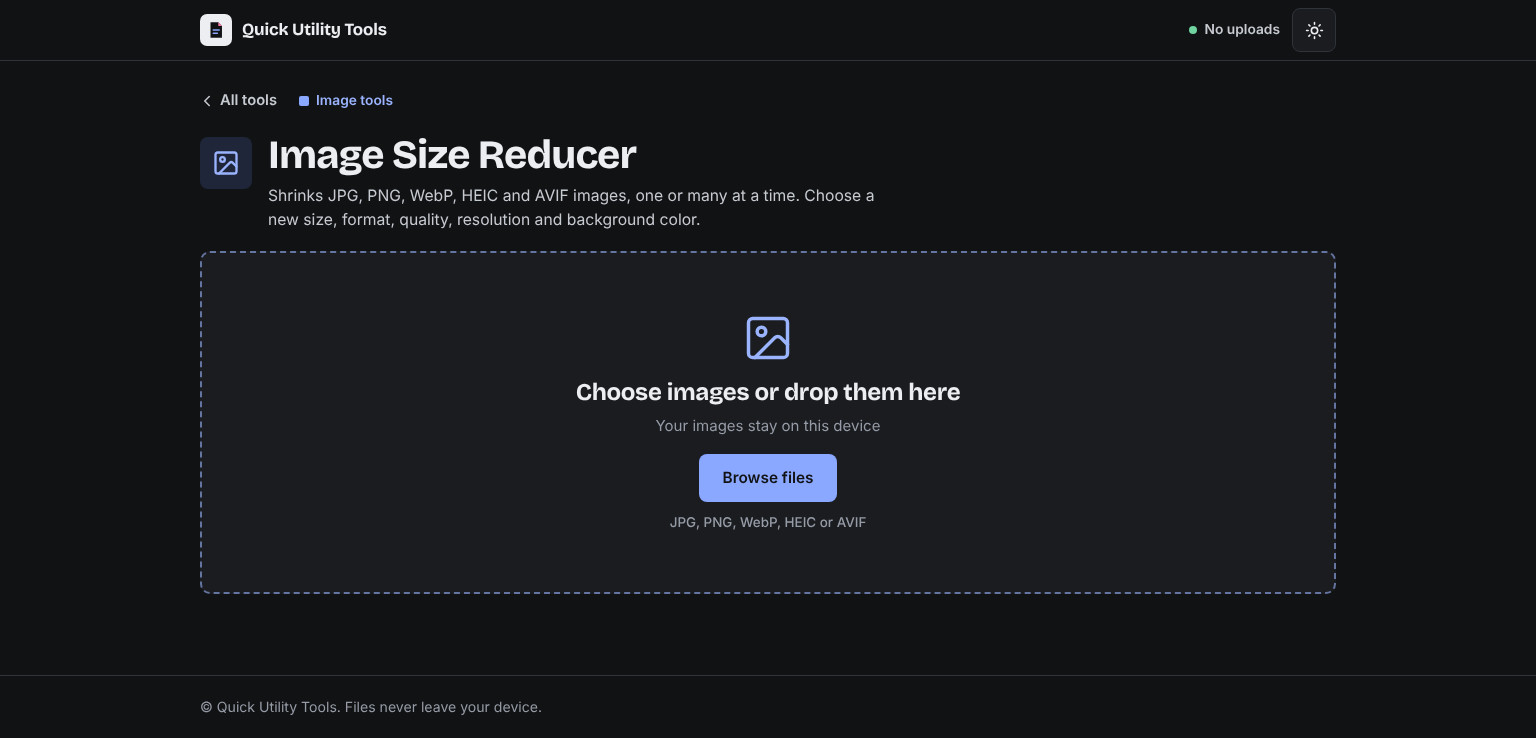 Quick Utility Tools
No uploads
All tools
Image tools
Image Size Reducer
Shrinks JPG, PNG, WebP, HEIC and AVIF images, one or many at a time. Choose a
new size, format, quality, resolution and background color.
Choose images or drop them here
Your images stay on this device
Browse files
JPG, PNG, WebP, HEIC or AVIF
© Quick Utility Tools. Files never leave your device.